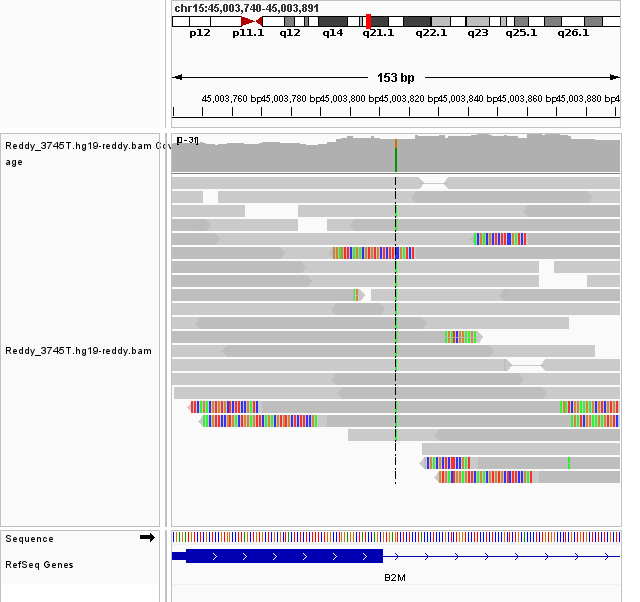 chr15:45,003,740-45,003,891
p12 p11.1 q12 q14 q21.1 q22.1 q23 q25.1 q26.1
153 bp
45,003,760 bp 45,003,780 bp 45,003,800 bp 45,003,820 bp 45,003,840 bp 45,003,860 bp 45,003,880 bp 4
Reddy_3745T.hg19-reddy.bam Cov
age
[0-31]
Reddy_3745T.hg19-reddy.bam
Sequence
RefSeq Genes
B2M